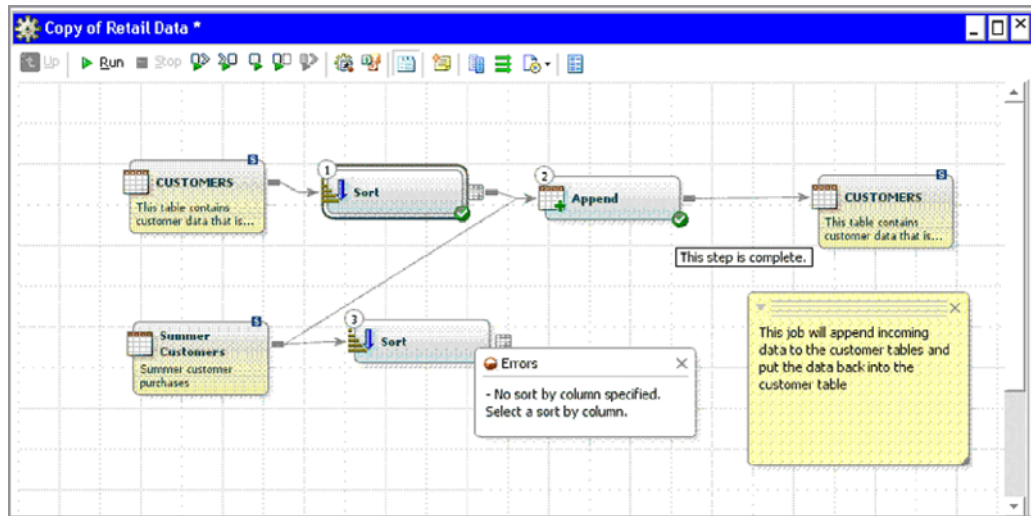 Copy of Retail Data *
Up Run Stop
S
CUSTOMERS
This table contains
customer data that is...
1
Sort
2
Append
S
CUSTOMERS
This table contains
customer data that is...
This step is complete.
S
Summer
Customers
Summer customer
purchases
3
Sort
Errors
- No sort by column specified.
Select a sort by column.
This job will append incoming
data to the customer tables and
put the data back into the
customer table